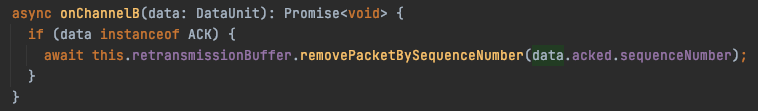 async onChannelB(data: DataUnit): Promise<void> {
  if (data instanceof ACK) {
    await this.retransmissionBuffer.removePacketBySequenceNumber(data.acked.sequenceNumber);
  }
}